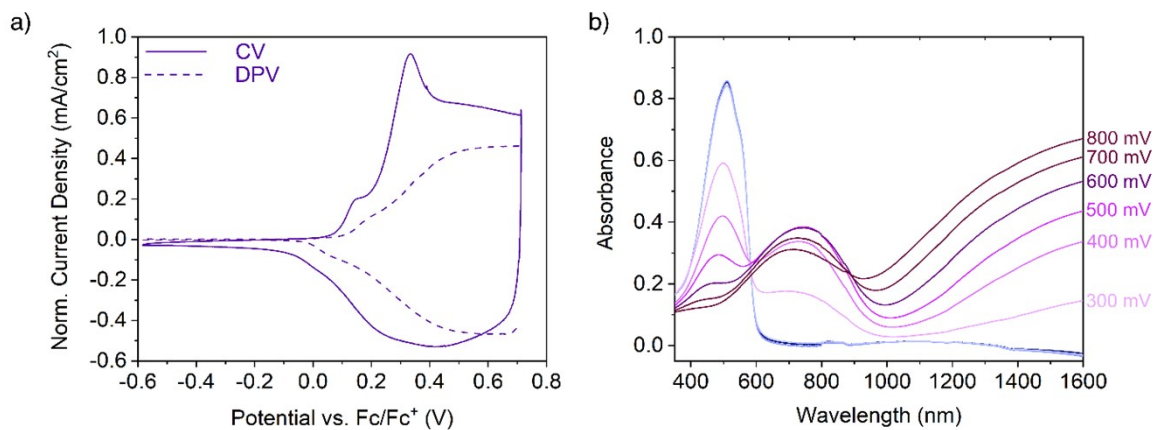 a)
CV
DPV
Norm. Current Density (mA/cm²)
1.0
0.8
0.6
0.4
0.2
0.0
-0.2
-0.4
-0.6
-0.6 -0.4 -0.2 0.0 0.2 0.4 0.6 0.8
Potential vs. Fc/Fc⁺ (V)
b)
Absorbance
1.0
0.8
0.6
0.4
0.2
0.0
800 mV
700 mV
600 mV
500 mV
400 mV
300 mV
400 600 800 1000 1200 1400 1600
Wavelength (nm)